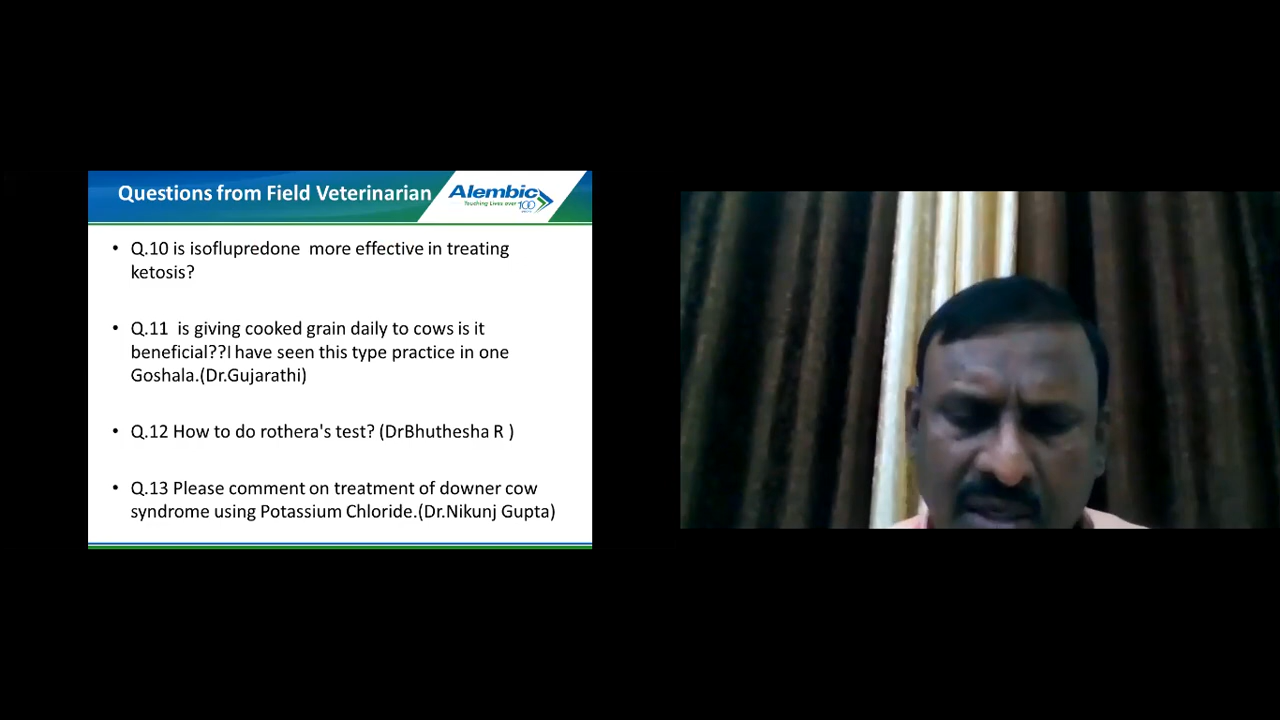 Questions from Field Veterinarian
Alembic
Touching Lives over 100
• Q.10 is isoflupredone more effective in treating
ketosis?
• Q.11 is giving cooked grain daily to cows is it
beneficial??I have seen this type practice in one
Goshala.(Dr.Gujarathi)
• Q.12 How to do rothera's test? (DrBhuthesha R )
• Q.13 Please comment on treatment of downer cow
syndrome using Potassium Chloride.(Dr.Nikunj Gupta)